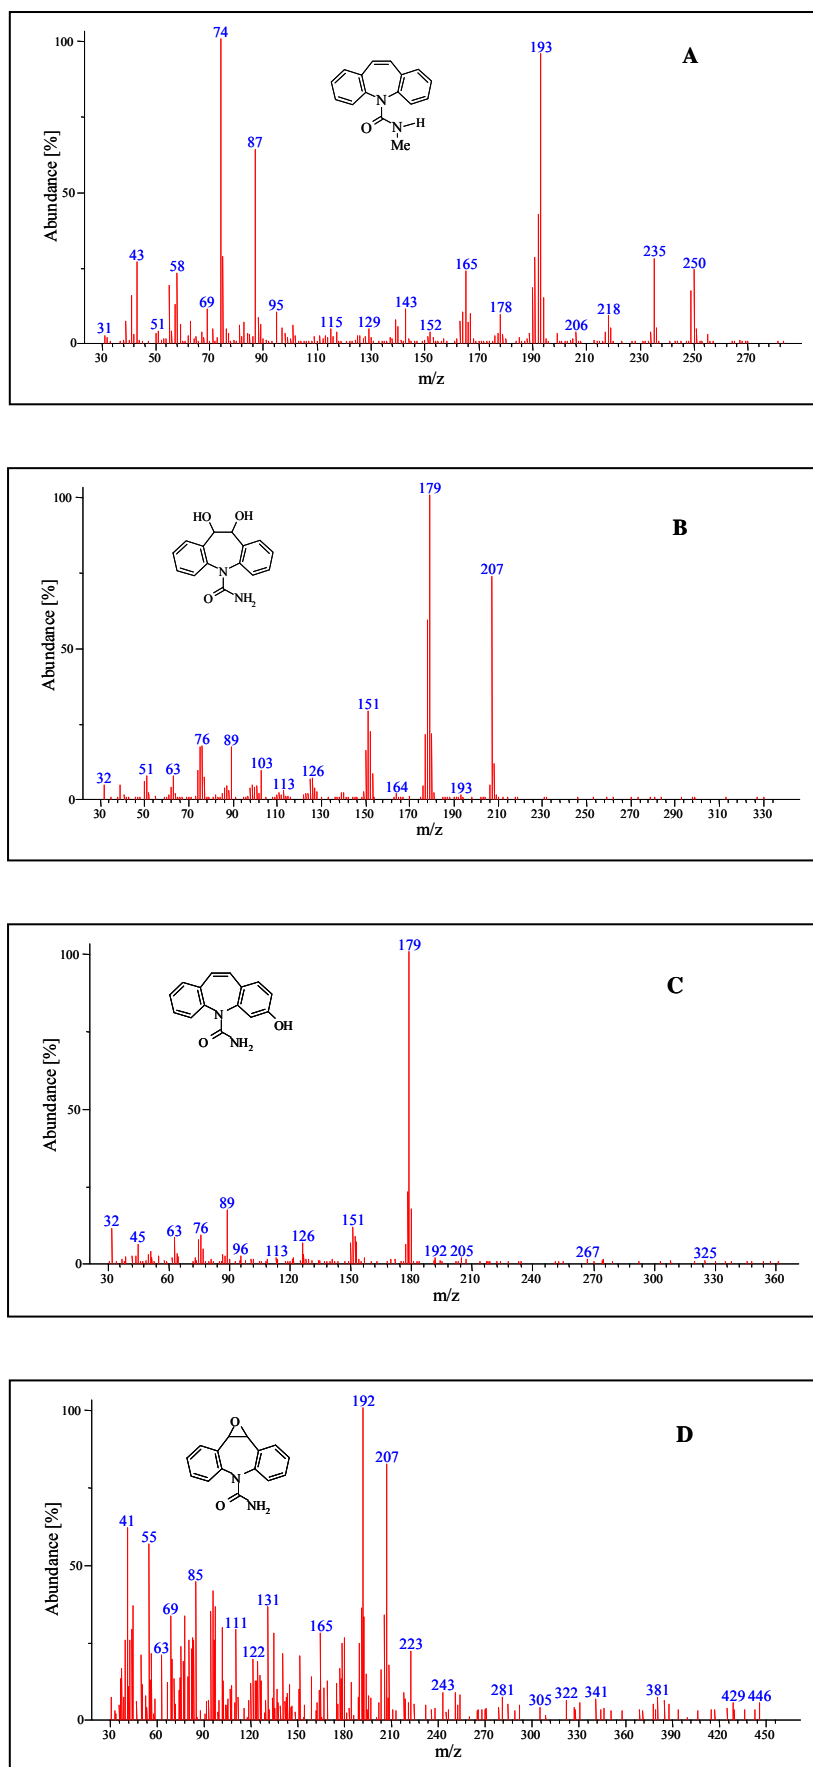 74
193
A
100
N
O
N
H
Me
87
Abundance [%]
50
43
58
235
250
165
69
95
143
178
218
31
51
115
129
152
206
0
30 50 70 90 110 130 150 170 190 210 230 250 270
m/z
179
100
HO OH
B
N
O NH2
207
Abundance [%]
50
151
76 89
51 63 103 126
32 113 164 193
0
30 50 70 90 110 130 150 170 190 210 230 250 270 290 310 330
m/z
179
100
C
N OH
O NH2
Abundance [%]
50
89
32 151
45 63 76 126
96 113 192 205 267 325
0
30 60 90 120 150 180 210 240 270 300 330 360
m/z
192
100
O
D
N
O NH2
207
41
55
Abundance [%]
50
85
69 131
111 165
63 122 223
243 281 305 322 341 381 429 446
0
30 60 90 120 150 180 210 240 270 300 330 360 390 420 450
m/z